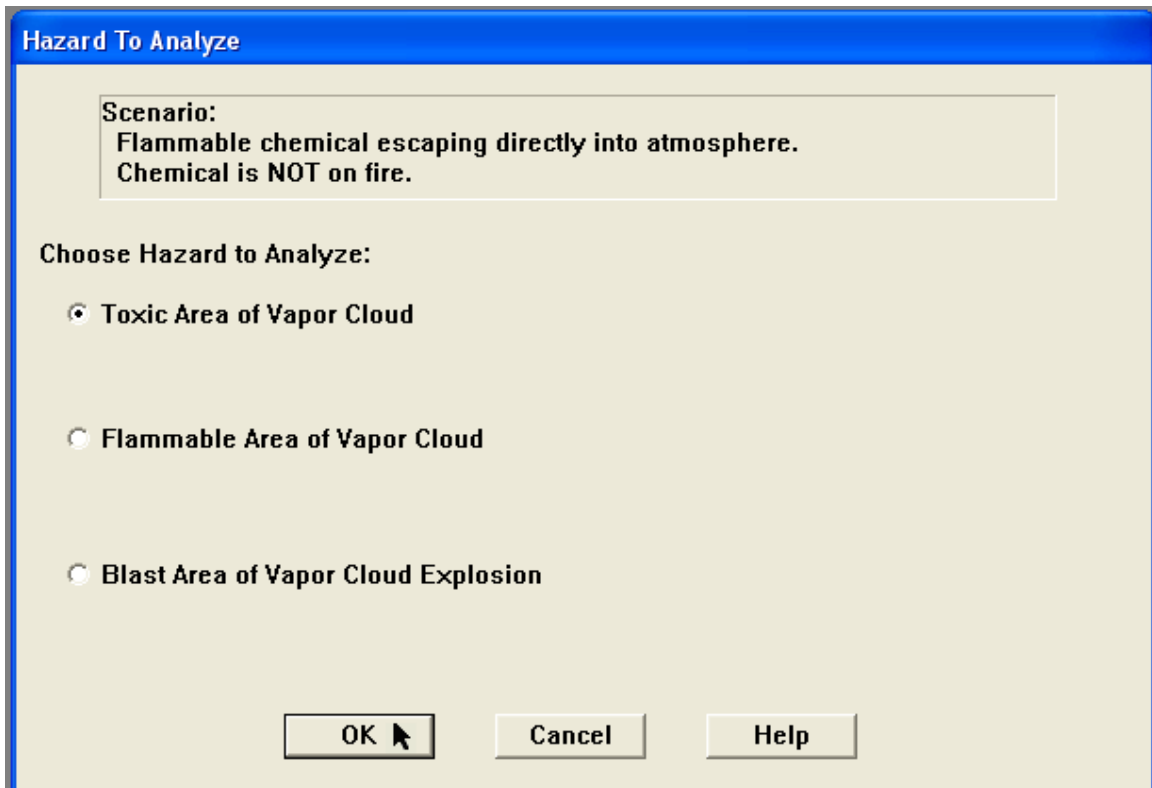 Hazard To Analyze
Scenario:
Flammable chemical escaping directly into atmosphere.
Chemical is NOT on fire.
Choose Hazard to Analyze:
Toxic Area of Vapor Cloud
Flammable Area of Vapor Cloud
Blast Area of Vapor Cloud Explosion
OK Cancel Help